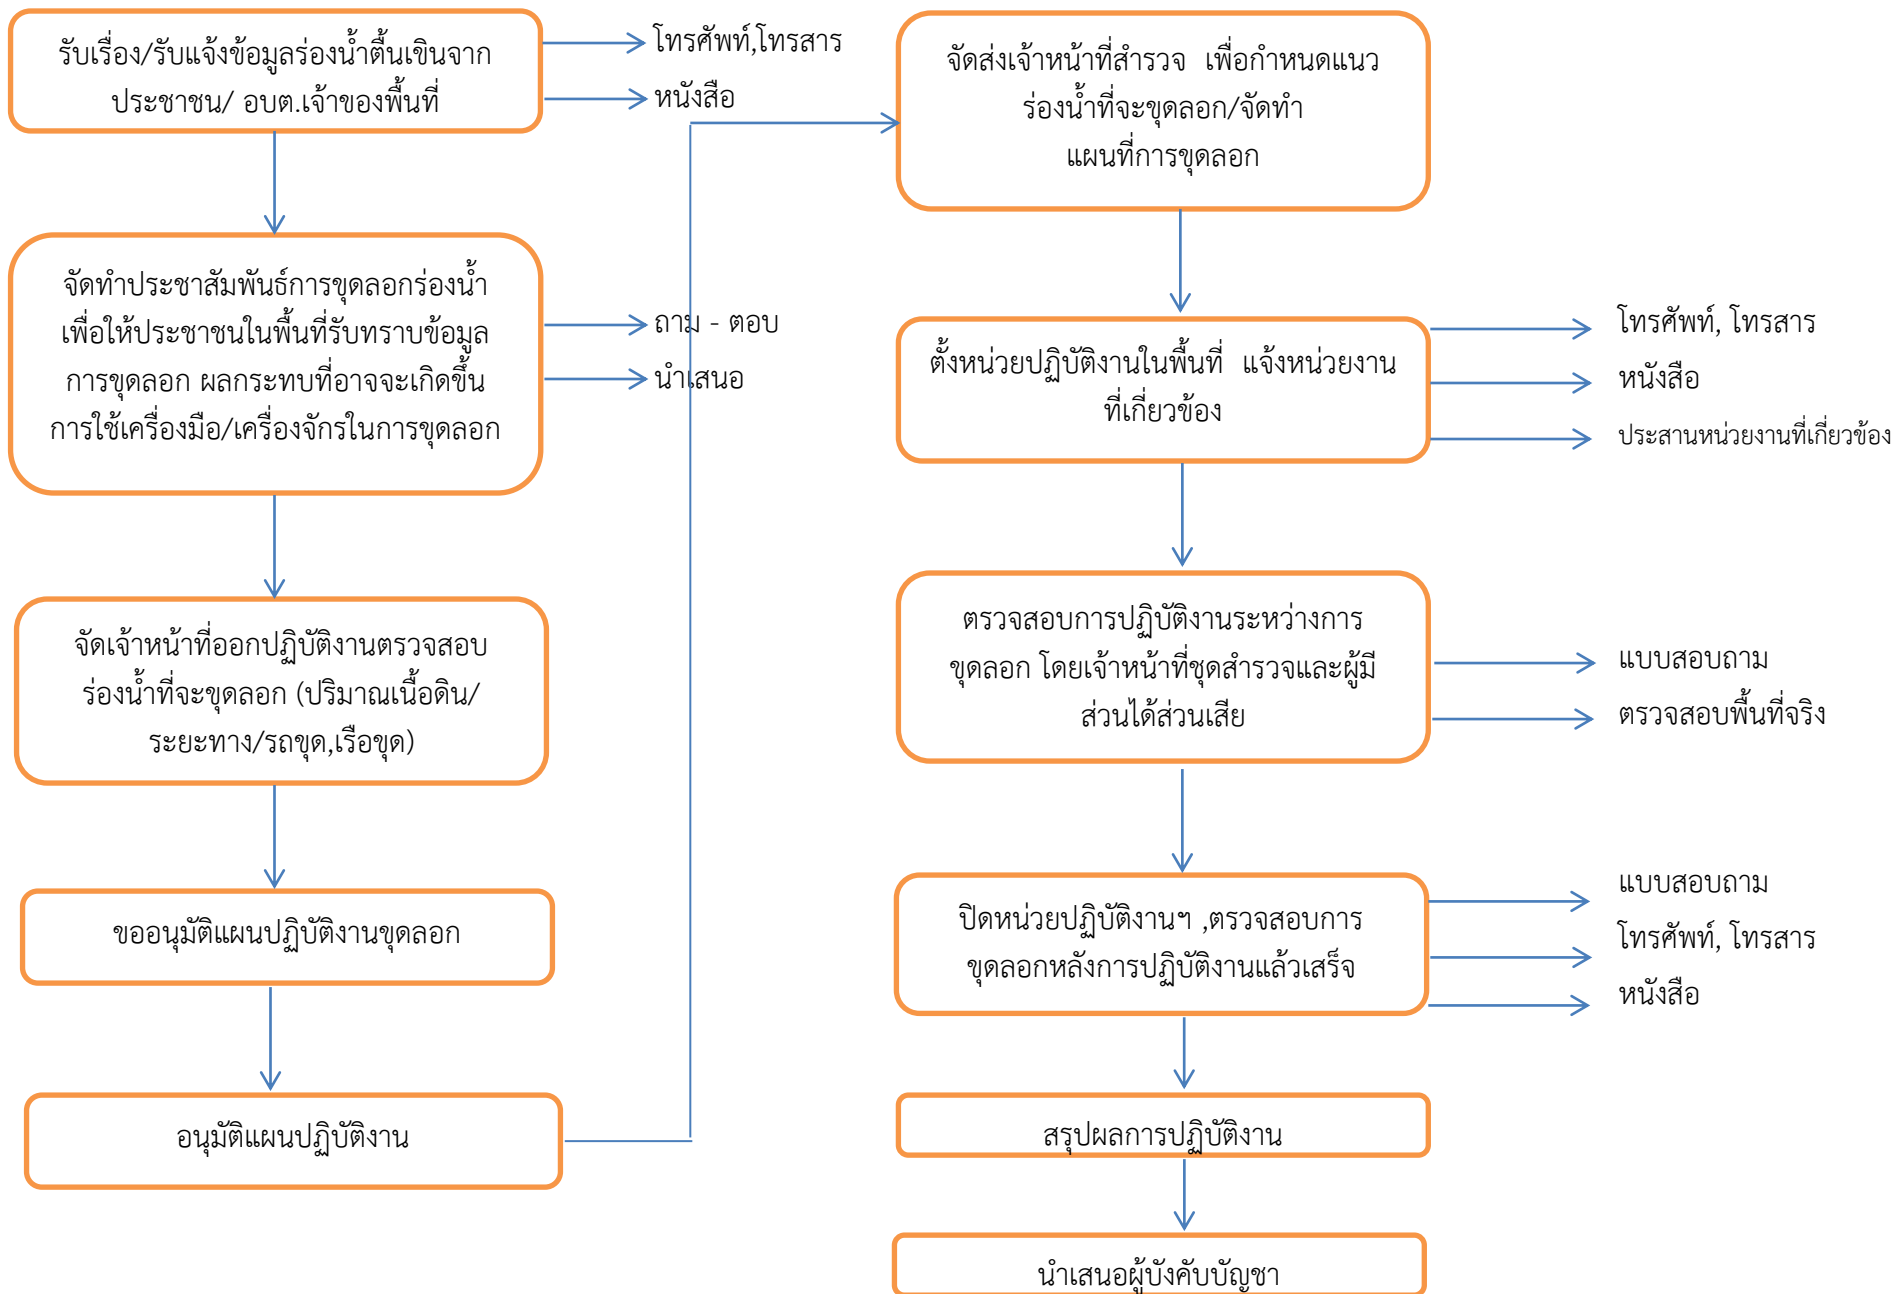 รับเรื่อง/รับแจ้งข้อมูลร่องน้ำตื้นเขินจาก
ประชาชน/ อบต.เจ้าของพื้นที่
โทรศัพท์,โทรสาร
หนังสือ
จัดทำประชาสัมพันธ์การขุดลอกร่องน้ำ
เพื่อให้ประชาชนในพื้นที่รับทราบข้อมูล
การขุดลอก ผลกระทบที่อาจจะเกิดขึ้น
การใช้เครื่องมือ/เครื่องจักรในการขุดลอก
ถาม - ตอบ
นำเสนอ
จัดเจ้าหน้าที่ออกปฏิบัติงานตรวจสอบ
ร่องน้ำที่จะขุดลอก (ปริมาณเนื้อดิน/
ระยะทาง/รถขุด,เรือขุด)
ขออนุมัติแผนปฏิบัติงานขุดลอก
อนุมัติแผนปฏิบัติงาน
จัดส่งเจ้าหน้าที่สำรวจ เพื่อกำหนดแนว
ร่องน้ำที่จะขุดลอก/จัดทำ
แผนที่การขุดลอก
ตั้งหน่วยปฏิบัติงานในพื้นที่ แจ้งหน่วยงาน
ที่เกี่ยวข้อง
โทรศัพท์, โทรสาร
หนังสือ
ประสานหน่วยงานที่เกี่ยวข้อง
ตรวจสอบการปฏิบัติงานระหว่างการ
ขุดลอก โดยเจ้าหน้าที่ชุดสำรวจและผู้มี
ส่วนได้ส่วนเสีย
แบบสอบถาม
ตรวจสอบพื้นที่จริง
ปิดหน่วยปฏิบัติงานฯ ,ตรวจสอบการ
ขุดลอกหลังการปฏิบัติงานแล้วเสร็จ
แบบสอบถาม
โทรศัพท์, โทรสาร
หนังสือ
สรุปผลการปฏิบัติงาน
นำเสนอผู้บังคับบัญชา